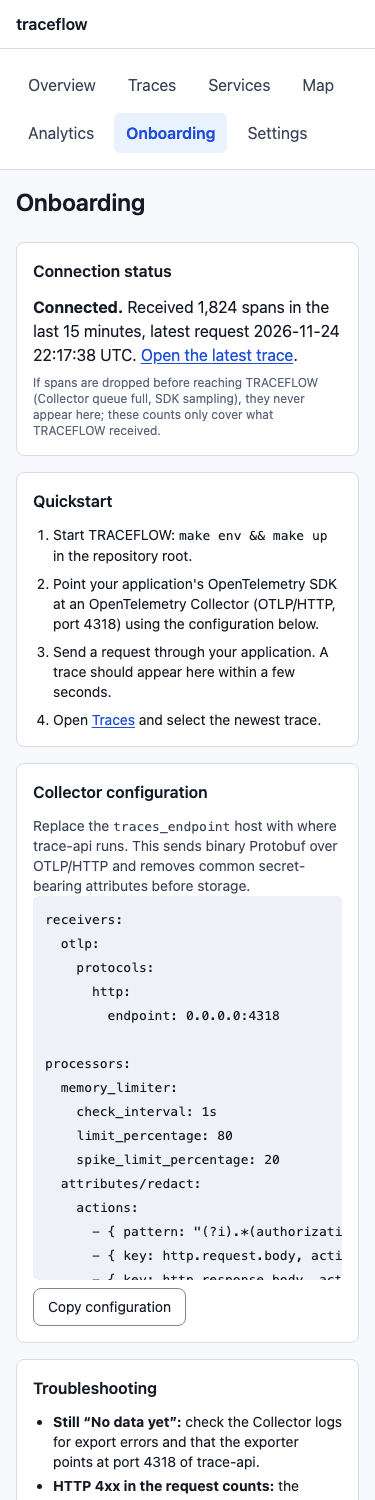 traceflow
Overview Traces Services Map
Analytics Onboarding Settings
Onboarding
Connection status
Connected. Received 1,824 spans in the
last 15 minutes, latest request 2026-11-24
22:17:38 UTC. Open the latest trace.
If spans are dropped before reaching TRACEFLOW
(Collector queue full, SDK sampling), they never
appear here; these counts only cover what
TRACEFLOW received.
Quickstart
1. Start TRACEFLOW: make env && make up
in the repository root.
2. Point your application's OpenTelemetry SDK
at an OpenTelemetry Collector (OTLP/HTTP,
port 4318) using the configuration below.
3. Send a request through your application. A
trace should appear here within a few
seconds.
4. Open Traces and select the newest trace.
Collector configuration
Replace the traces_endpoint host with where
trace-api runs. This sends binary Protobuf over
OTLP/HTTP and removes common secret-
bearing attributes before storage.
receivers:
otlp:
protocols:
http:
endpoint: 0.0.0.0:4318
processors:
memory_limiter:
check_interval: 1s
limit_percentage: 80
spike_limit_percentage: 20
attributes/redact:
actions:
- { pattern: "(?i).*(authorizati
- { key: http.request.body, acti
- { key: http.response.body, act
Copy configuration
Troubleshooting
• Still “No data yet”: check the Collector logs
for export errors and that the exporter
points at port 4318 of trace-api.
• HTTP 4xx in the request counts: the